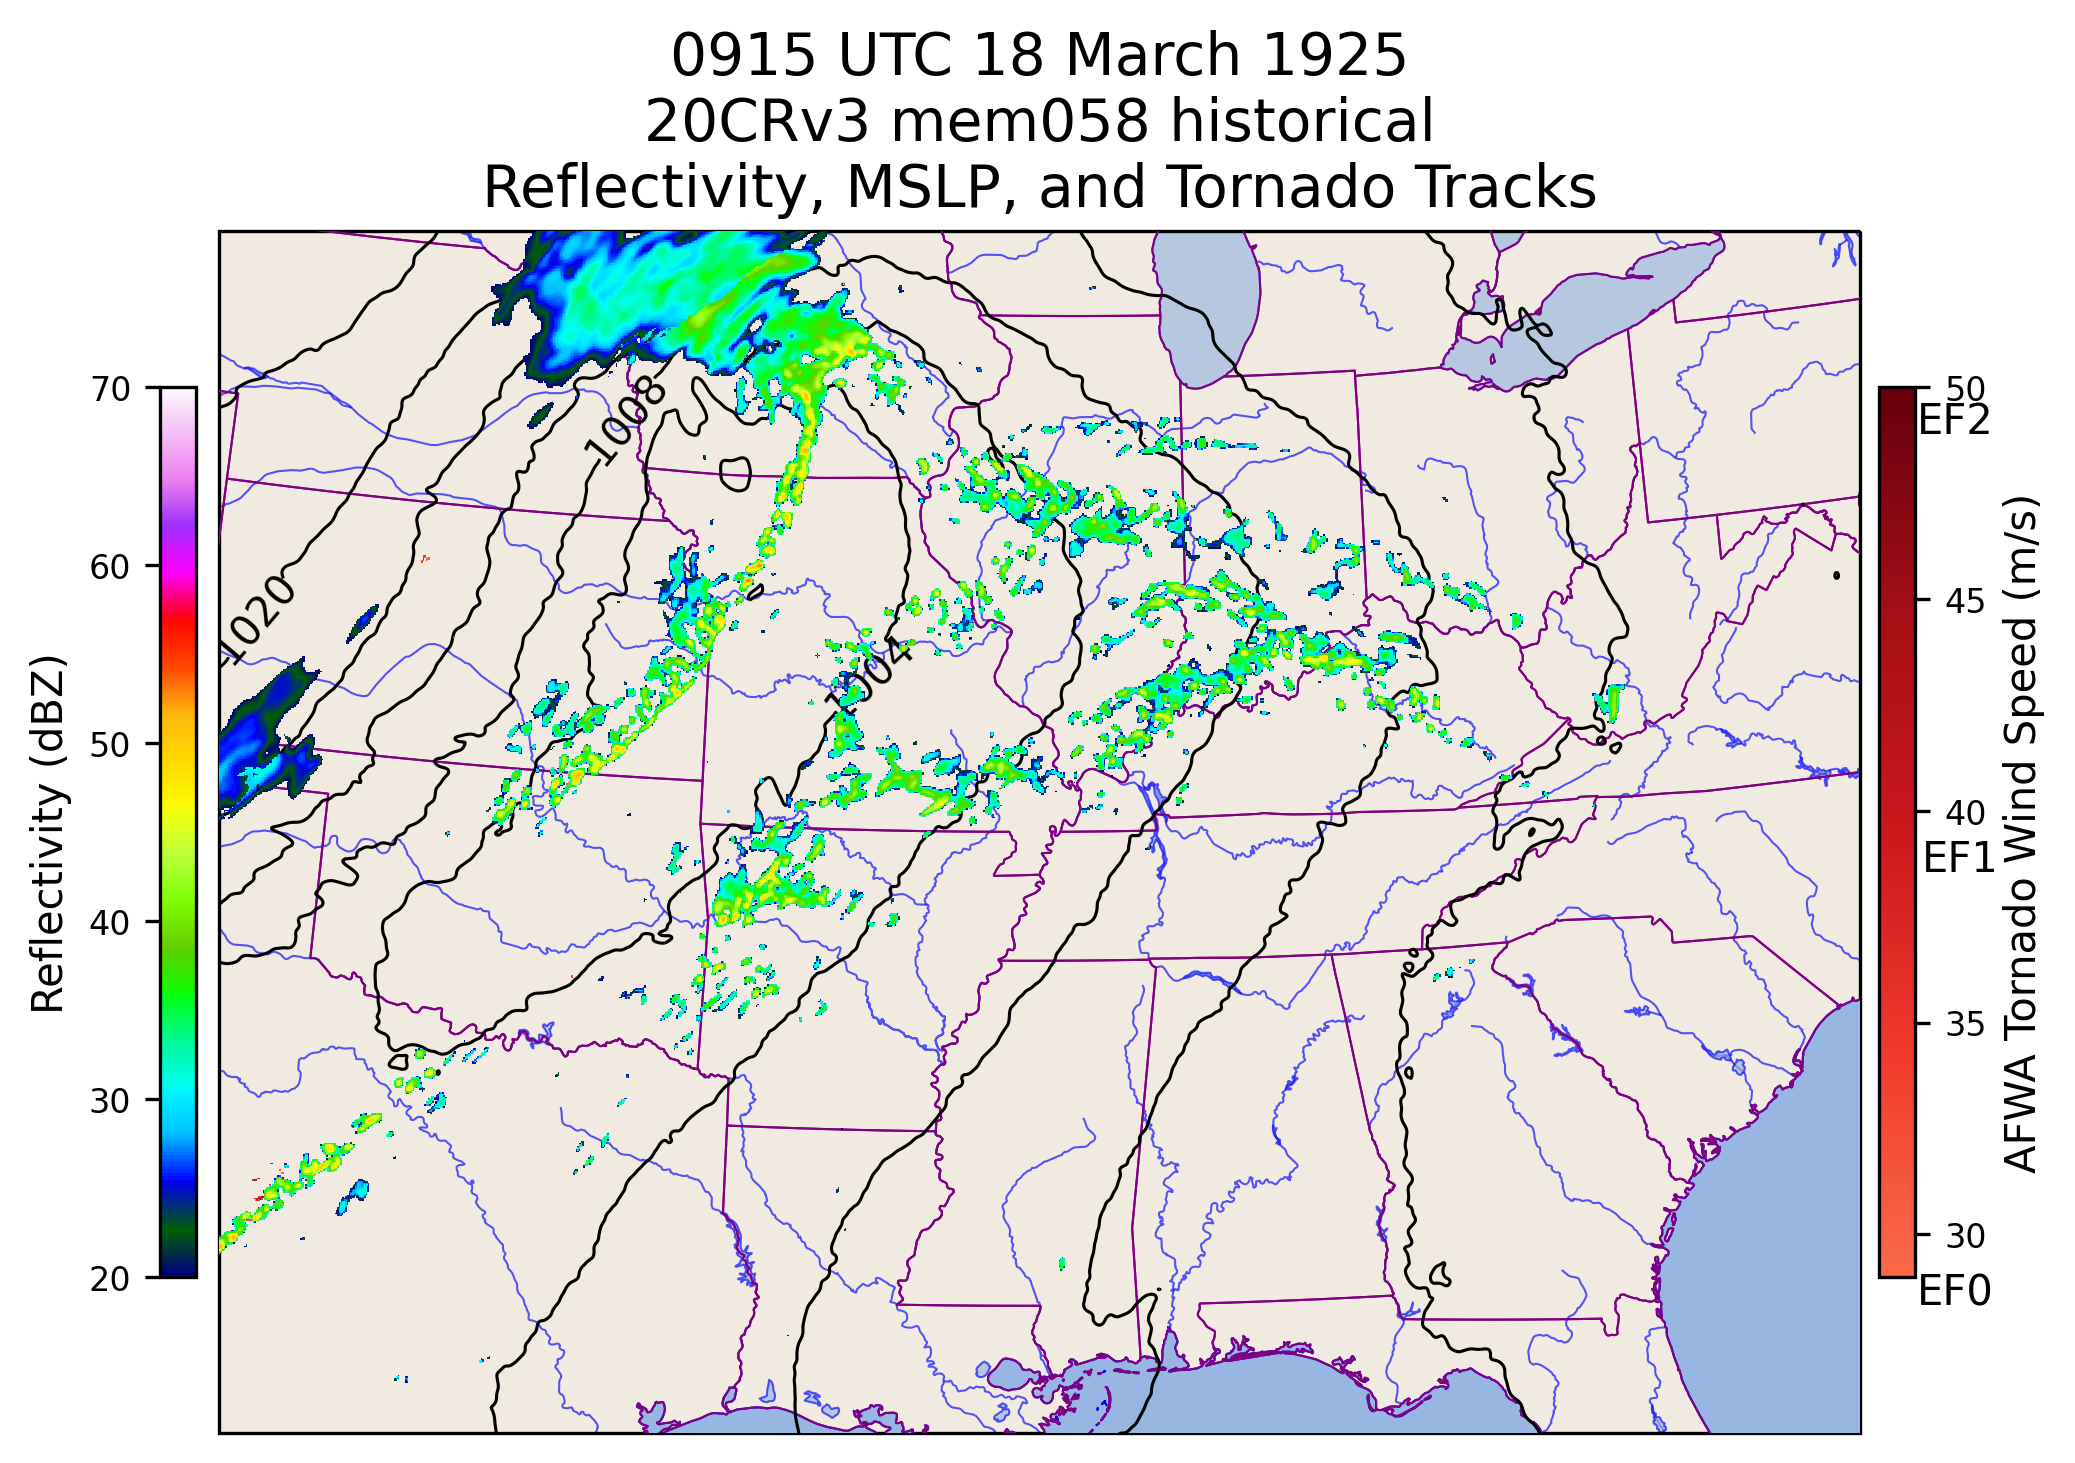 0915 UTC 18 March 1925
20CRv3 mem058 historical
Reflectivity, MSLP, and Tornado Tracks
Reflectivity (dBZ)
70
60
50
40
30
20
1008
1020
1004
50
EF2
45
40
EF1
35
30
EF0
AFWA Tornado Wind Speed (m/s)